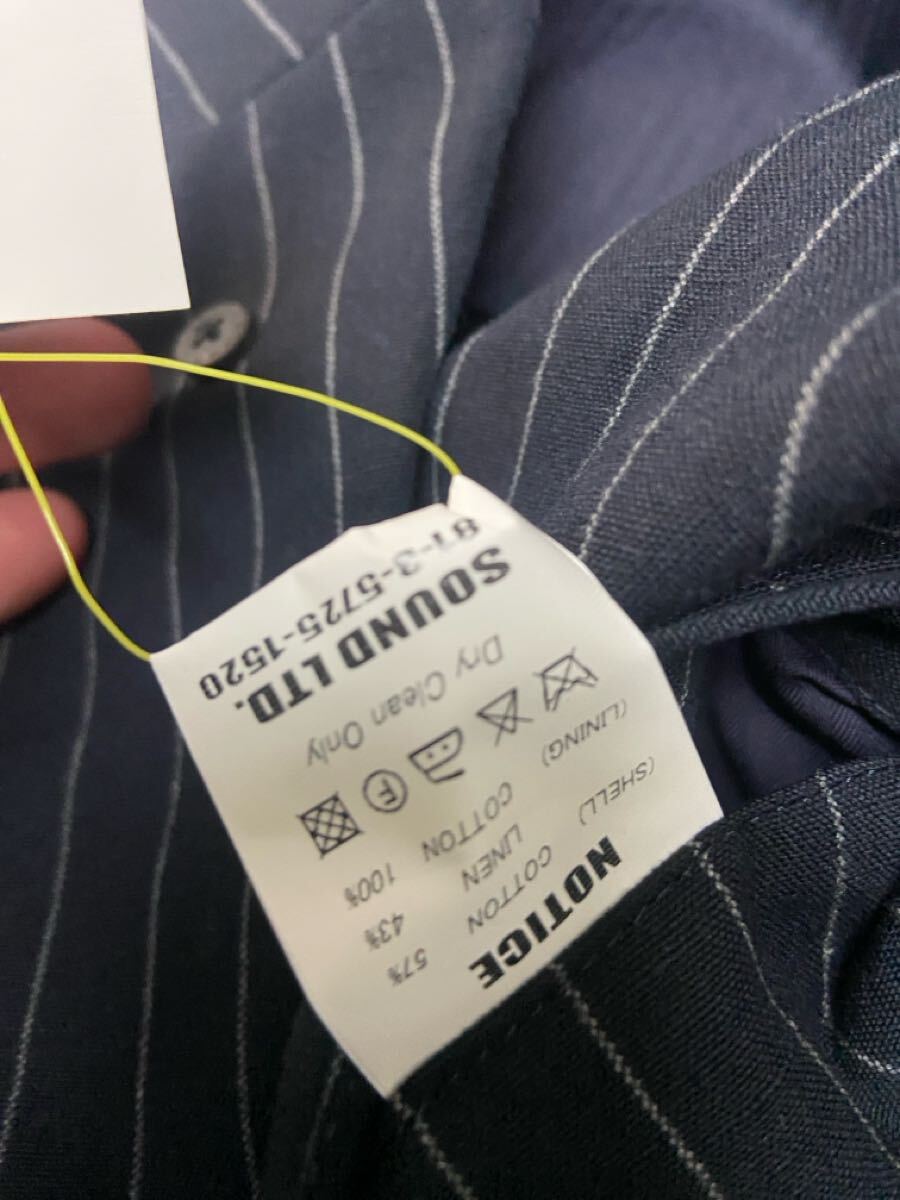 NOTICE
(SHELL) COTTON 57%
LINEN 43%
(LINING) COTTON 100%
F
Dry Clean Only
SOUND LTD.
81-3-5725-1520